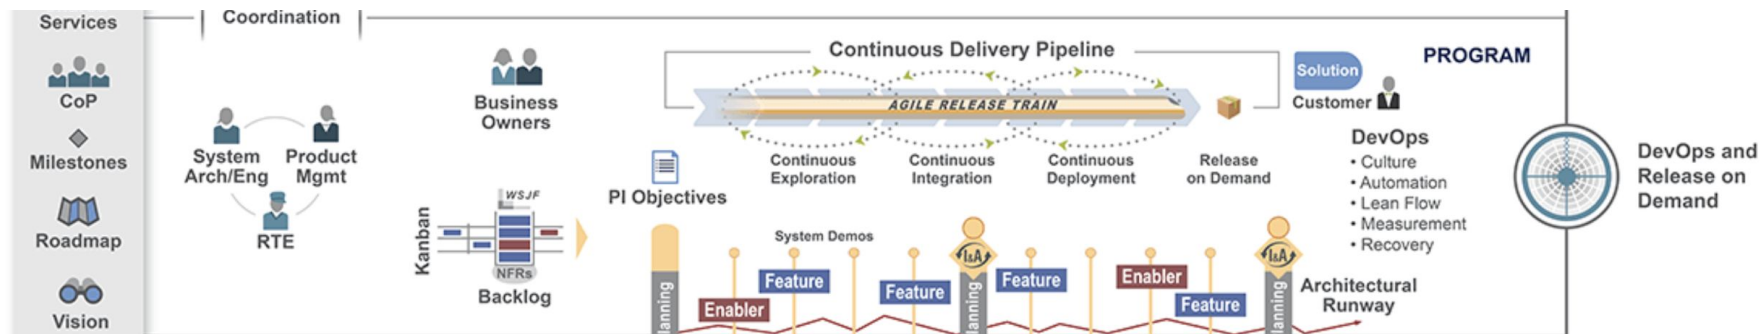 Services
CoP
Milestones
Roadmap
Vision
Coordination
System
Arch/Eng
Product
Mgmt
RTE
Business
Owners
Kanban
WSJF
NFRs
Backlog
PI Objectives
Continuous Delivery Pipeline
AGILE RELEASE TRAIN
Continuous
Exploration
Continuous
Integration
Continuous
Deployment
Release
on Demand
Solution
Customer
PROGRAM
DevOps
• Culture
• Automation
• Lean Flow
• Measurement
• Recovery
System Demos
Enabler
Feature
Feature
I&A
Feature
Enabler
Feature
I&A
Architectural
Runway
lanning
lanning
lanning
DevOps and
Release on
Demand